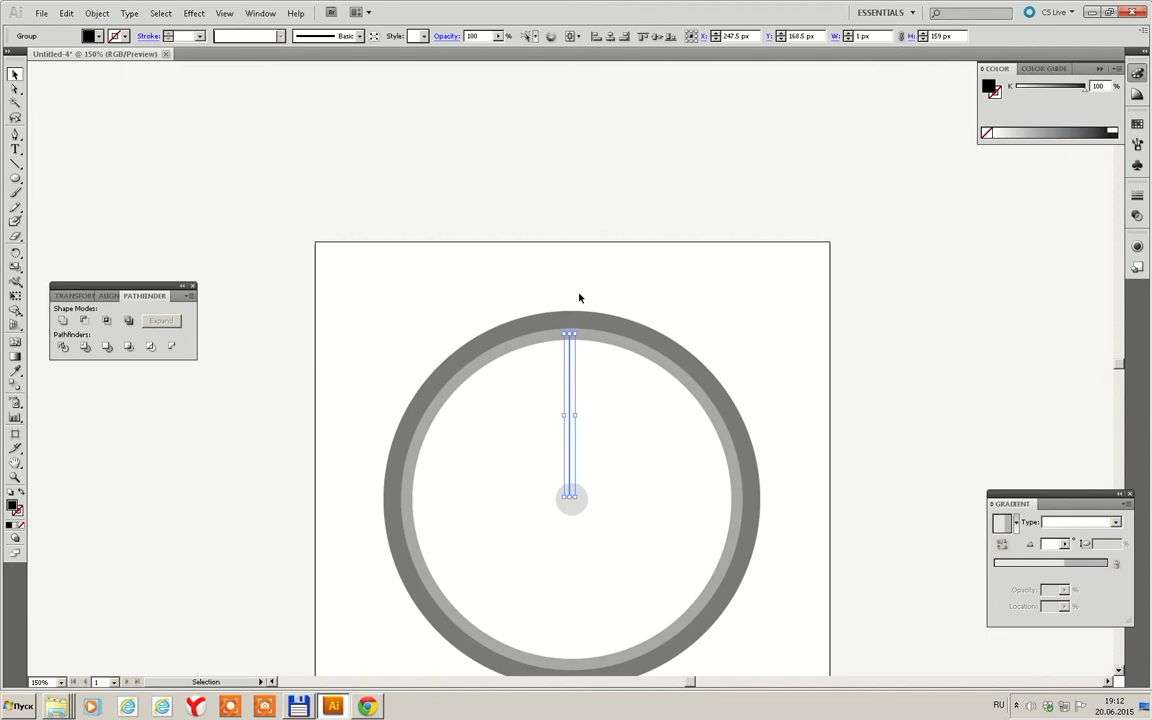 File Edit Object Type Select Effect View Window Help Br ESSENTIALS CS Live
Group Stroke: Basic Style: Opacity: 100 % X: 247.5 px Y: 168.5 px W: 1 px H: 159 px
Untitled-4* @ 150% (RGB/Preview)
COLOR COLOR GUIDE
K 100 %
TRANSFORM ALIGN PATHFINDER
Shape Modes:
Expand
Pathfinders:
GRADIENT
Type:
°
%
Opacity: %
Location: %
150% 1 Selection
Пуск Ai RU 19:12
20.06.2015